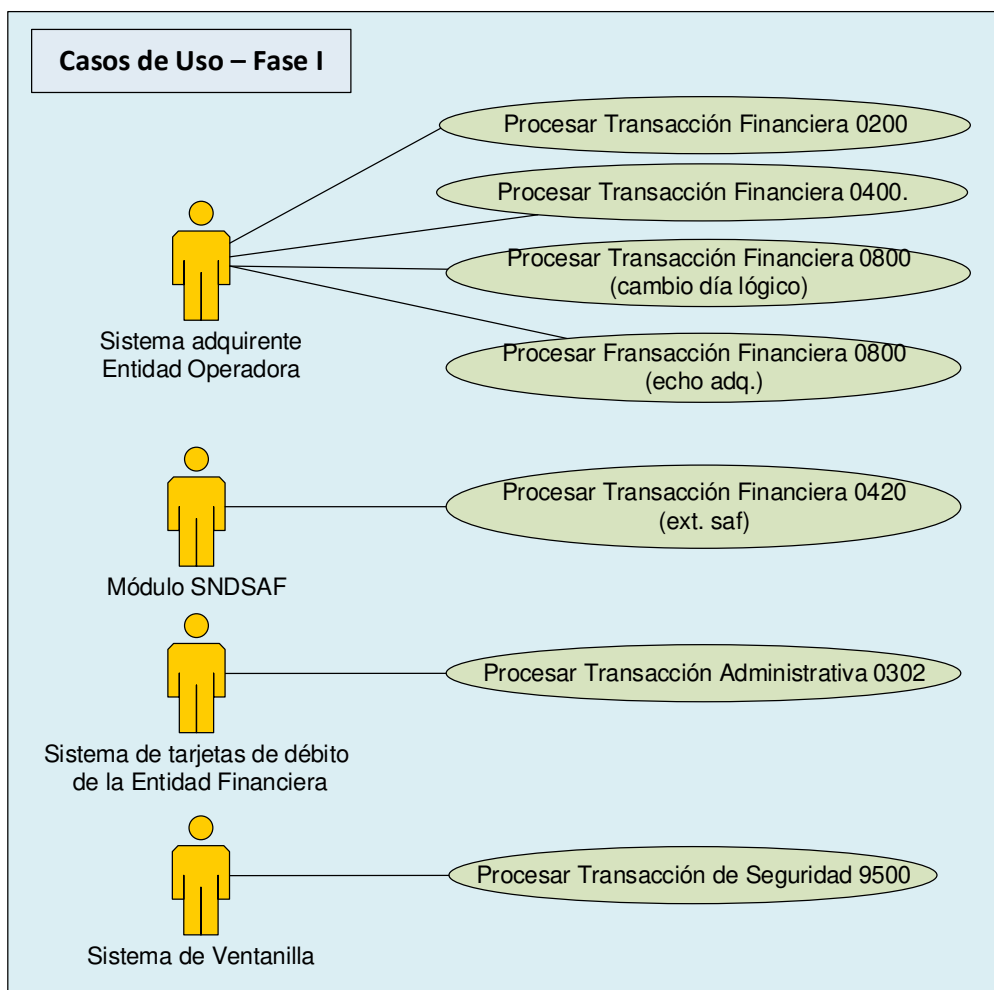 Casos de Uso – Fase I
Procesar Transacción Financiera 0200
Procesar Transacción Financiera 0400.
Procesar Transacción Financiera 0800
(cambio día lógico)
Procesar Fransacción Financiera 0800
(echo adq.)
Sistema adquirente
Entidad Operadora
Procesar Transacción Financiera 0420
(ext. saf)
Módulo SNDSAF
Procesar Transacción Administrativa 0302
Sistema de tarjetas de débito
de la Entidad Financiera
Procesar Transacción de Seguridad 9500
Sistema de Ventanilla